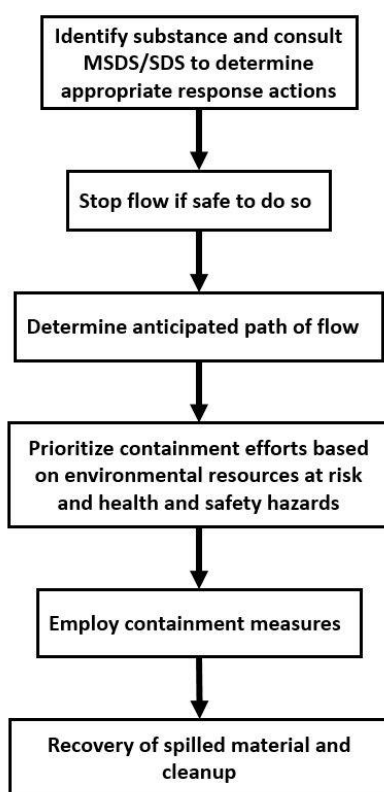 Identify substance and consult
MSDS/SDS to determine
appropriate response actions
Stop flow if safe to do so
Determine anticipated path of flow
Prioritize containment efforts based
on environmental resources at risk
and health and safety hazards
Employ containment measures
Recovery of spilled material and
cleanup